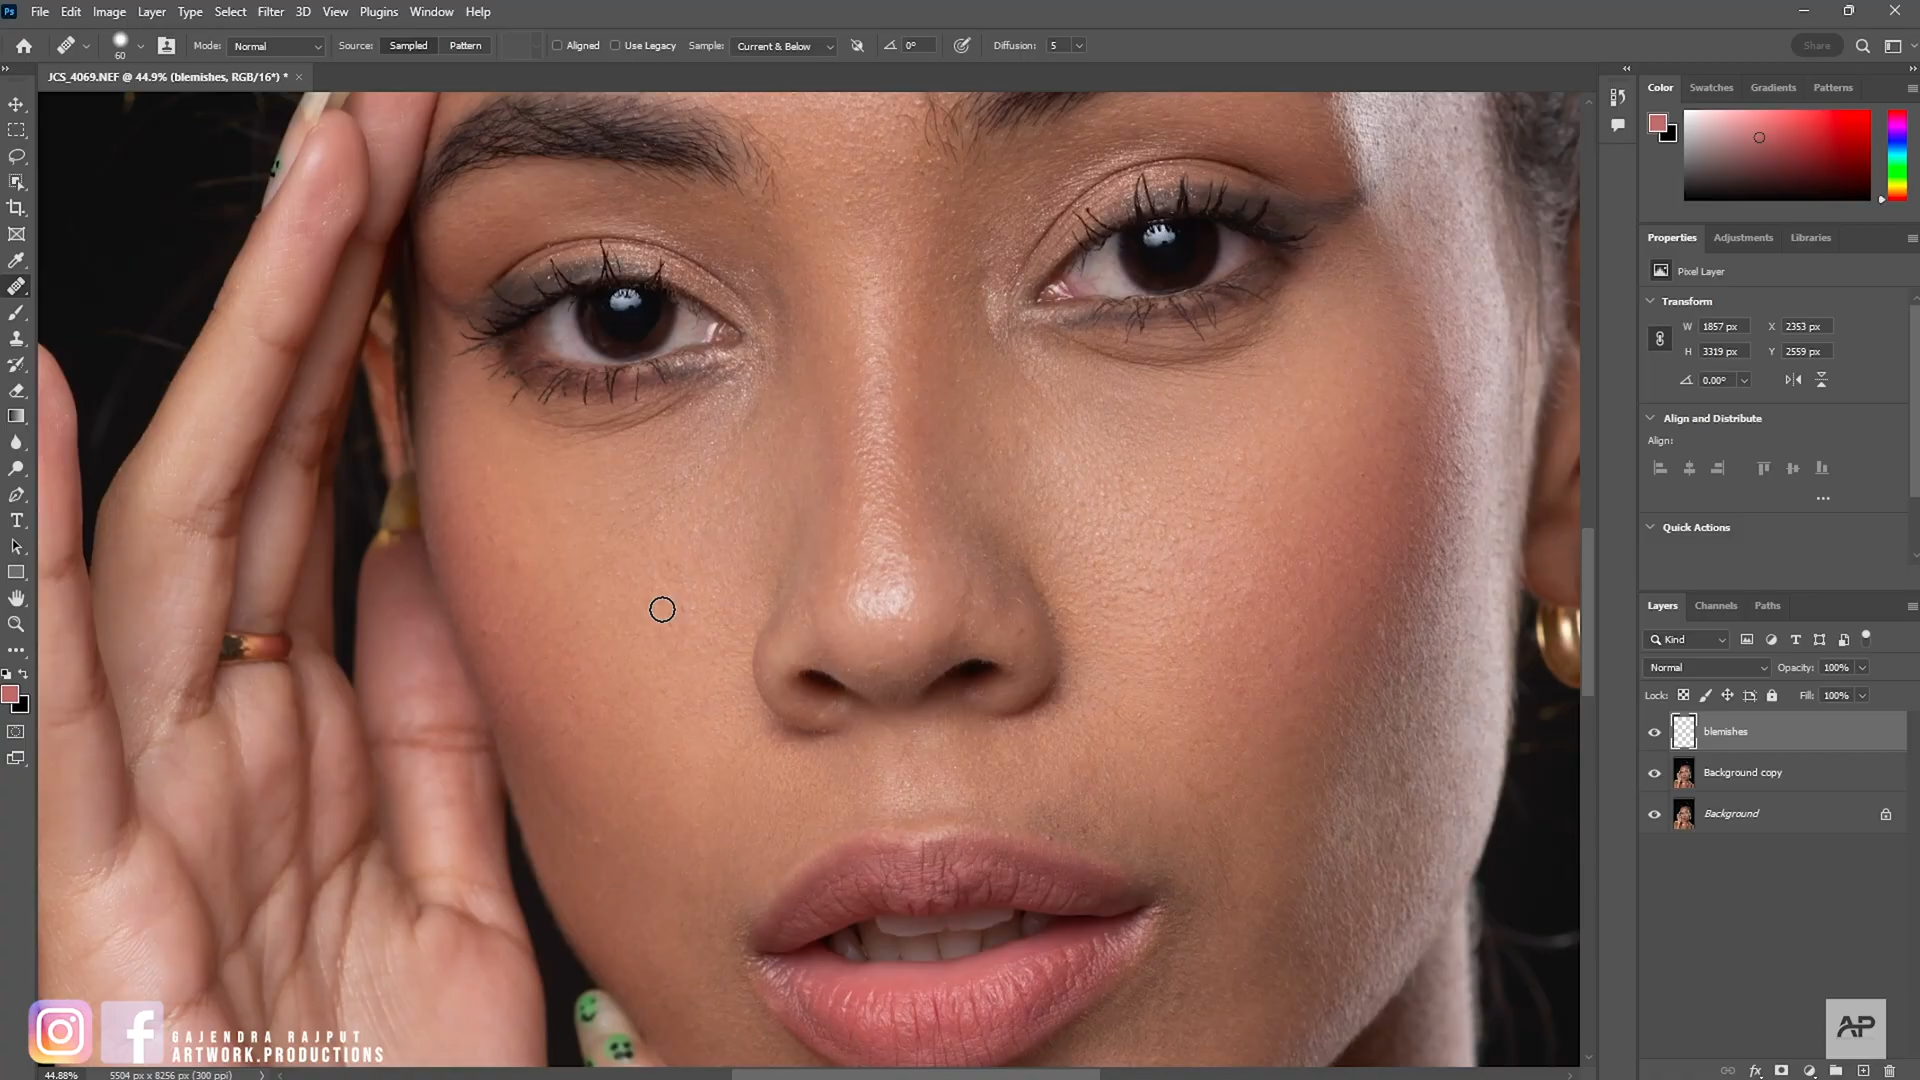 Ps File Edit Image Layer Type Select Filter 3D View Plugins Window Help
60 Mode: Normal Source: Sampled Pattern Aligned Use Legacy Sample: Current & Below 0° Diffusion: 5 Share
JCS_4069.NEF @ 44.9% (blemishes, RGB/16*) *
Color Swatches Gradients Patterns
Properties Adjustments Libraries
Pixel Layer
Transform
W 1857 px X 2353 px
H 3319 px Y 2559 px
0.00°
Align and Distribute
Align:
Quick Actions
Layers Channels Paths
Kind
Normal Opacity: 100%
Lock: Fill: 100%
blemishes
Background copy
Background
GAJENDRA RAJPUT
ARTWORK.PRODUCTIONS
AP
44.88% 5504 px x 8256 px (300 ppi)